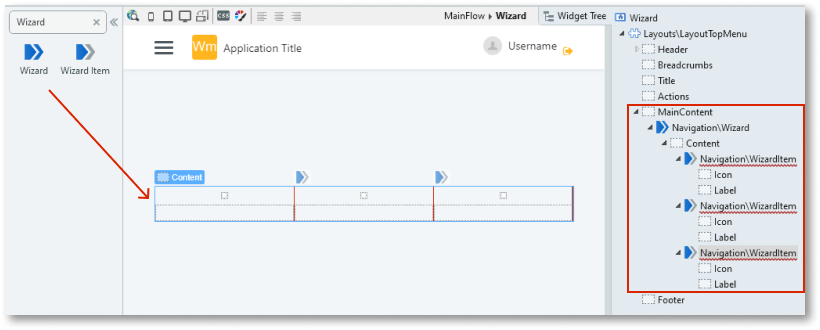 Wizard
Wizard
Wizard Item
CSS
MainFlow
Wizard
Widget Tree
Wm
Application Title
Username
Content
Wizard
Layouts\LayoutTopMenu
Header
Breadcrumbs
Title
Actions
MainContent
Navigation\Wizard
Content
Navigation\WizardItem
Icon
Label
Navigation\WizardItem
Icon
Label
Navigation\WizardItem
Icon
Label
Footer